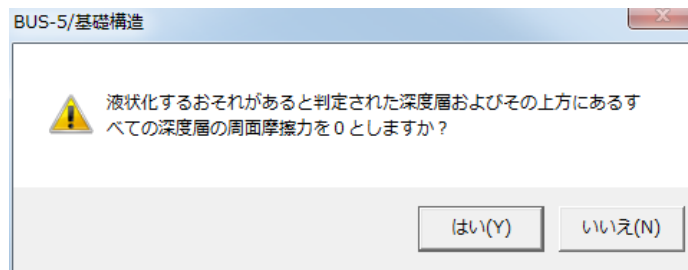 BUS-5/基礎構造
液状化するおそれがあると判定された深度層およびその上方にあるす
べての深度層の周面摩擦力を０としますか？
はい(Y)
いいえ(N)